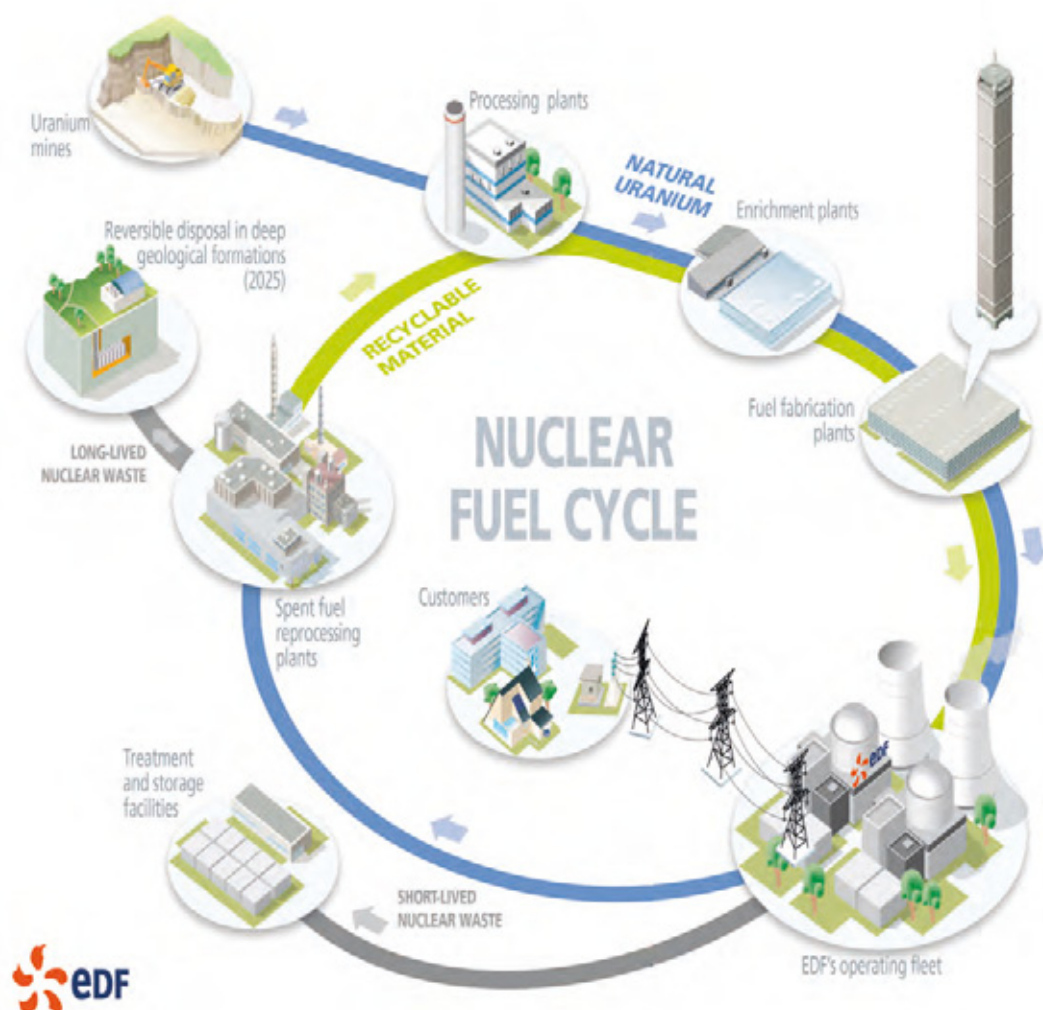 Uranium
mines
Processing plants
NATURAL
URANIUM
Enrichment plants
Reversible disposal in deep
geological formations
(2025)
RECYCLABLE
MATERIAL
Fuel fabrication
plants
LONG-LIVED
NUCLEAR WASTE
NUCLEAR
FUEL CYCLE
Spent fuel
reprocessing
plants
Customers
eDF
Treatment
and storage
facilities
SHORT-LIVED
NUCLEAR WASTE
EDF's operating fleet
eDF